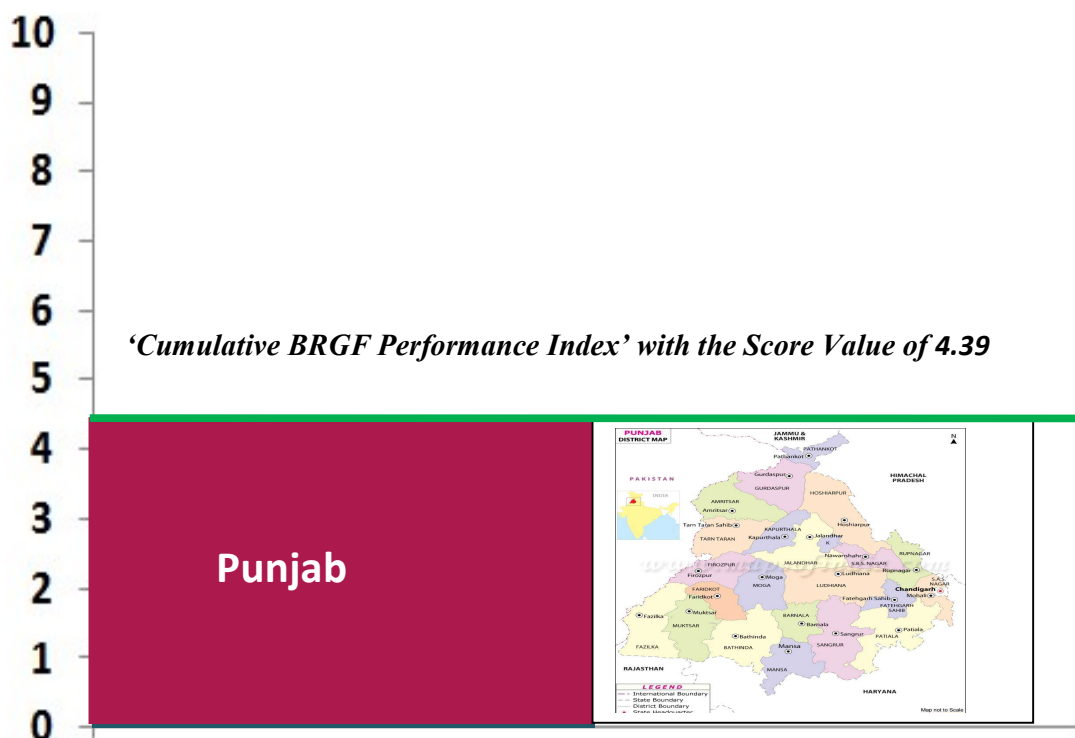 10
9
8
7
6
‘Cumulative BRGF Performance Index’ with the Score Value of 4.39
5
4
3
2
1
0
Punjab
PUNJAB
DISTRICT MAP
JAMMU &
KASHMIR
N
PATHANKOT
Pathankot
PAKISTAN
Gurdaspur
GURDASPUR
HIMACHAL
PRADESH
INDIA
HOSHIARPUR
AMRITSAR
Amritsar
Tarn Taran Sahib
TARN TARAN
KAPURTHALA
Kapurthala
Jalandhar
K.
Hoshiarpur
Nawanshahr
RUPNAGAR
FIROZPUR
Firozpur
JALANDHAR
S.B.S. NAGAR
Rupnagar
Moga
MOGA
Ludhiana
LUDHIANA
S.A.S.
NAGAR
Chandigarh
Mohali
FARIDKOT
Faridkot
Fatehgarh Sahib
FATEHGARH
SAHIB
Fazilka
FAZILKA
Muktsar
MUKTSAR
BARNALA
Barnala
Bathinda
BATHINDA
Sangrur
SANGRUR
Patiala
PATIALA
Mansa
MANSA
RAJASTHAN
HARYANA
LEGEND
International Boundary
State Boundary
District Boundary
State Headquarter
Map not to Scale